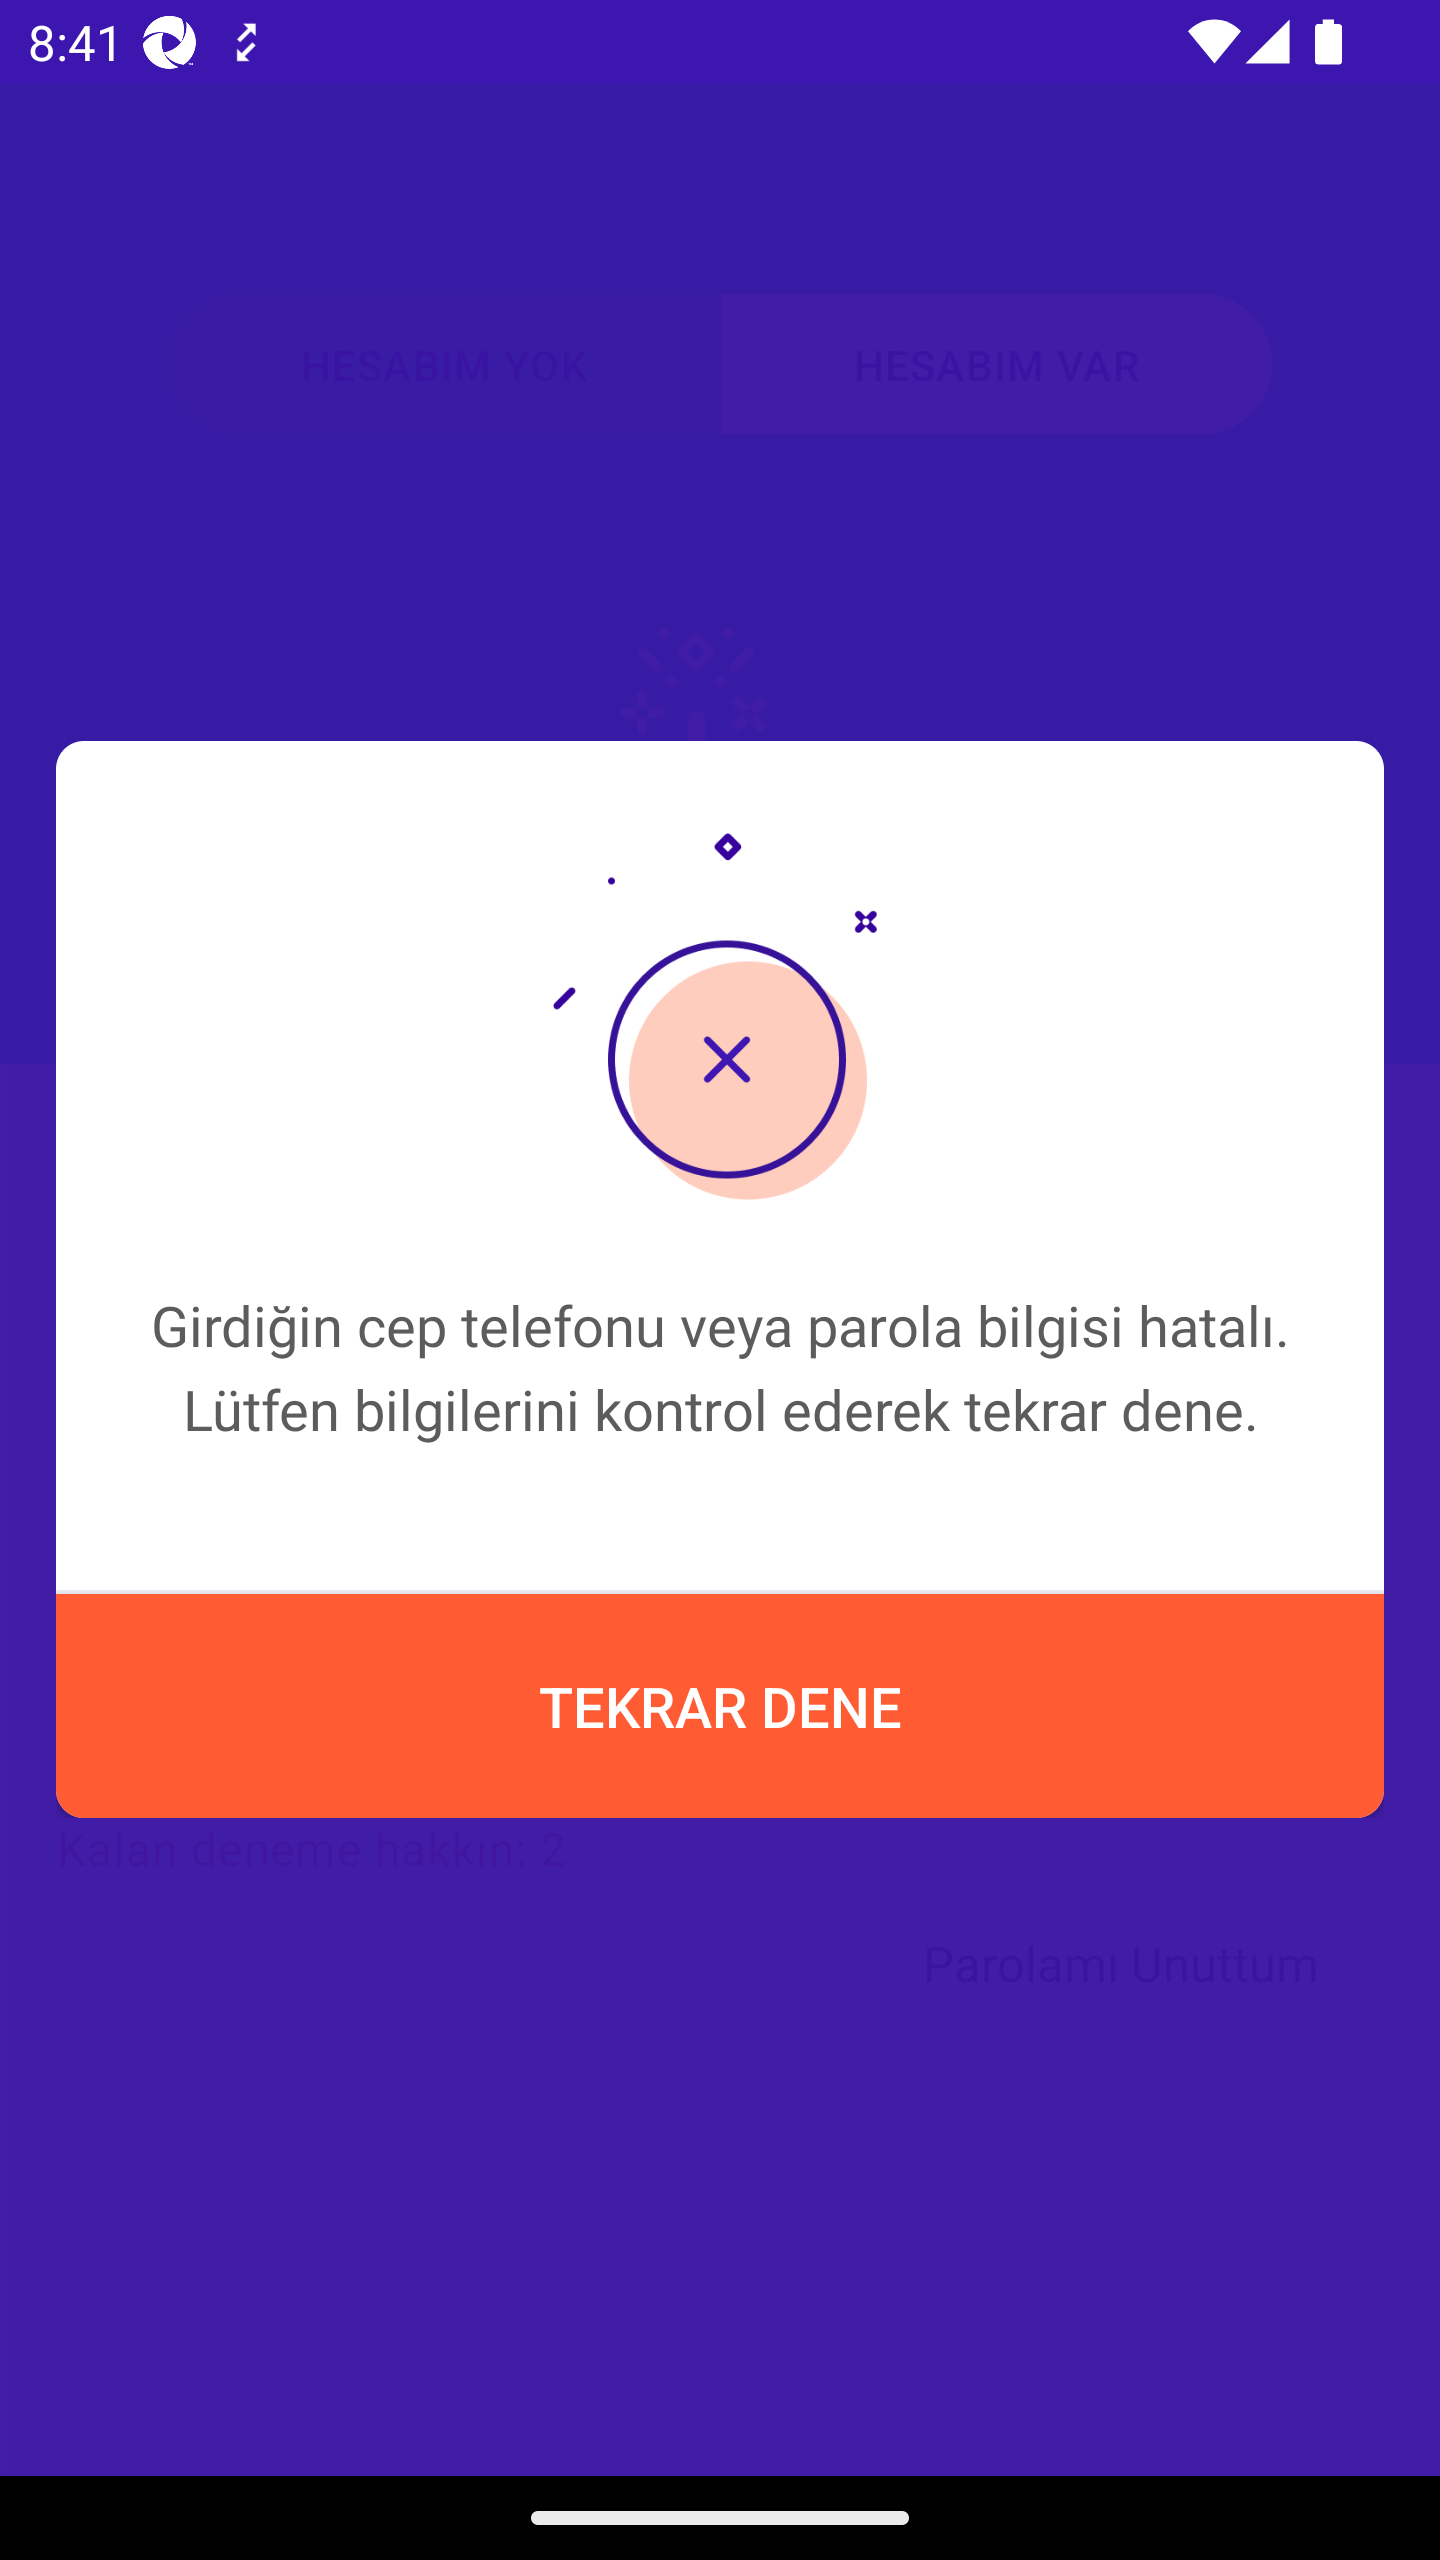 8:41
HESABIM YOK
HESABIM VAR
Girdiğin cep telefonu veya parola bilgisi hatalı.
Lütfen bilgilerini kontrol ederek tekrar dene.
TEKRAR DENE
Kalan deneme hakkın: 2
Parolamı Unuttum